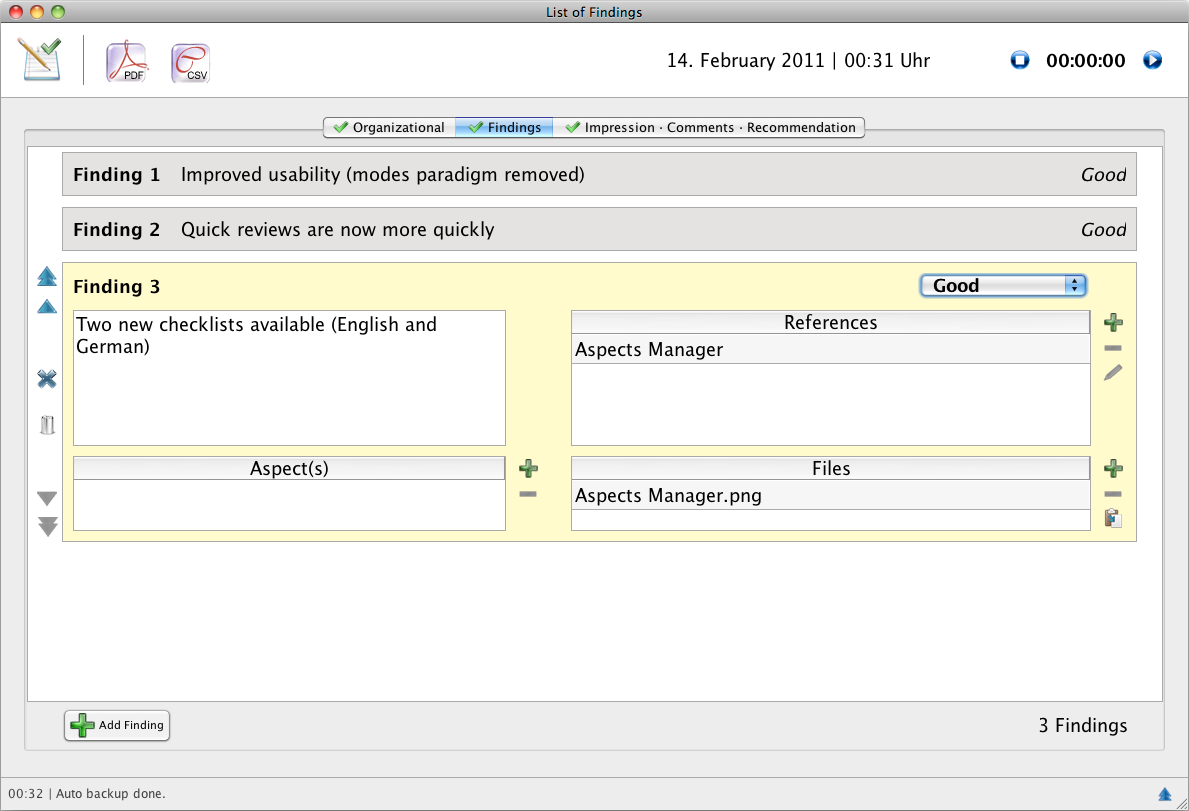 List of Findings
PDF
CSV
14. February 2011 | 00:31 Uhr
00:00:00
Organizational
Findings
Impression · Comments · Recommendation
Finding 1 Improved usability (modes paradigm removed) Good
Finding 2 Quick reviews are now more quickly Good
Finding 3
Good
Two new checklists available (English and
German)
References
Aspects Manager
Aspect(s)
Files
Aspects Manager.png
Add Finding
3 Findings
00:32 | Auto backup done.